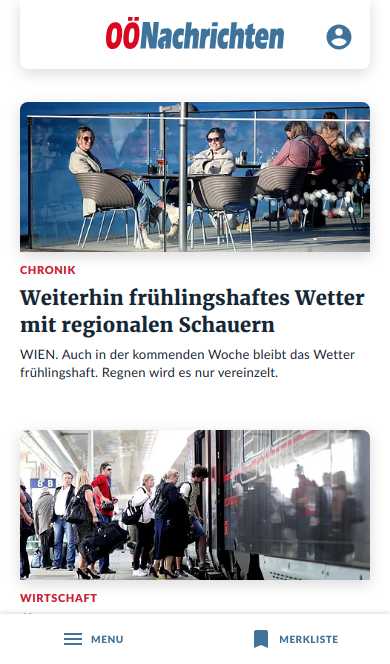 OÖNachrichten
CHRONIK
Weiterhin frühlingshaftes Wetter
mit regionalen Schauern
WIEN. Auch in der kommenden Woche bleibt das Wetter
frühlingshaft. Regnen wird es nur vereinzelt.
8 B
WIRTSCHAFT
MENU
MERKLISTE